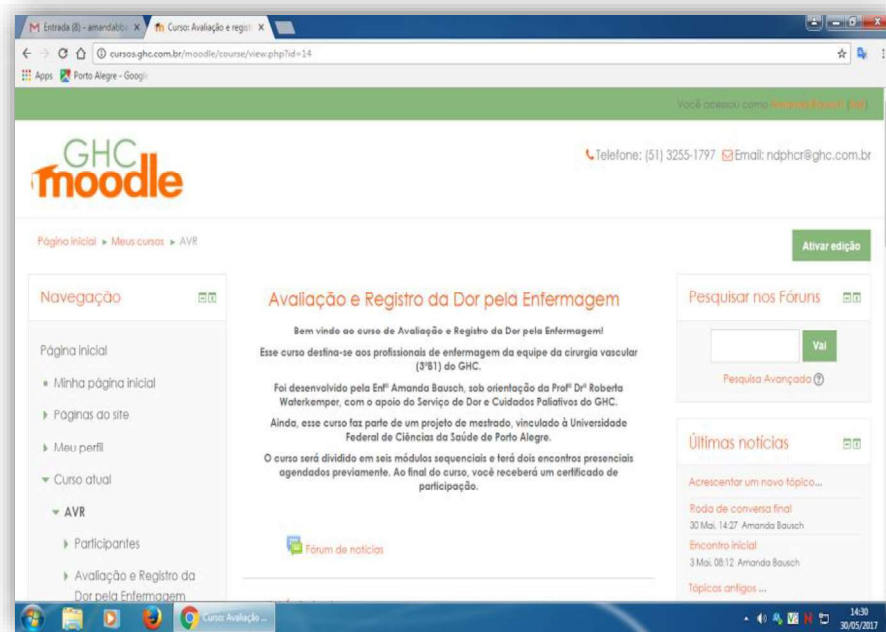 Entrada (8) - amandabb
Curso: Avaliação e regist
cursos.ghc.com.br/moodle/course/view.php?id=14
Apps
Porto Alegre - Googl
Você acessou como Amanda Bausch (Sair)
GHC
moodle
Telefone: (51) 3255-1797 Email: ndphcr@ghc.com.br
Página inicial ▸ Meus cursos ▸ AVR
Ativar edição
Navegação
Página inicial
Minha página inicial
Páginas do site
Meu perfil
Curso atual
AVR
Participantes
Avaliação e Registro da
Dor pela Enfermagem
Avaliação e Registro da Dor pela Enfermagem
Bem vindo ao curso de Avaliação e Registro da Dor pela Enfermagem!
Esse curso destina-se aos profissionais de enfermagem da equipe da cirurgia vascular
(3ºB1) do GHC.
Foi desenvolvido pela Enfª Amanda Bausch, sob orientação da Profª Drª Roberta
Waterkemper, com o apoio do Serviço de Dor e Cuidados Paliativos do GHC.
Ainda, esse curso faz parte de um projeto de mestrado, vinculado à Universidade
Federal de Ciências da Saúde de Porto Alegre.
O curso será dividido em seis módulos sequenciais e terá dois encontros presenciais
agendados previamente. Ao final do curso, você receberá um certificado de
participação.
Fórum de notícias
Pesquisar nos Fóruns
Vai
Pesquisa Avançada
Últimas notícias
Acrescentar um novo tópico...
Roda de conversa final
30 Mai, 14:27 Amanda Bausch
Encontro inicial
3 Mai, 08:12 Amanda Bausch
Tópicos antigos ...
Curso: Avaliação ...
14:30
30/05/2017